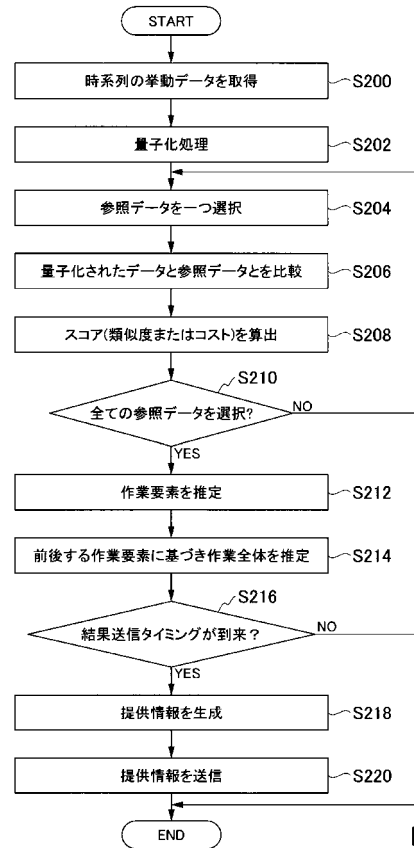 START
時系列の挙動データを取得 S200
量子化処理 S202
参照データを一つ選択 S204
量子化されたデータと参照データとを比較 S206
スコア(類似度またはコスト)を算出 S208
S210
全ての参照データを選択? NO
YES
作業要素を推定 S212
前後する作業要素に基づき作業全体を推定 S214
S216
結果送信タイミングが到来? NO
YES
提供情報を生成 S218
提供情報を送信 S220
END